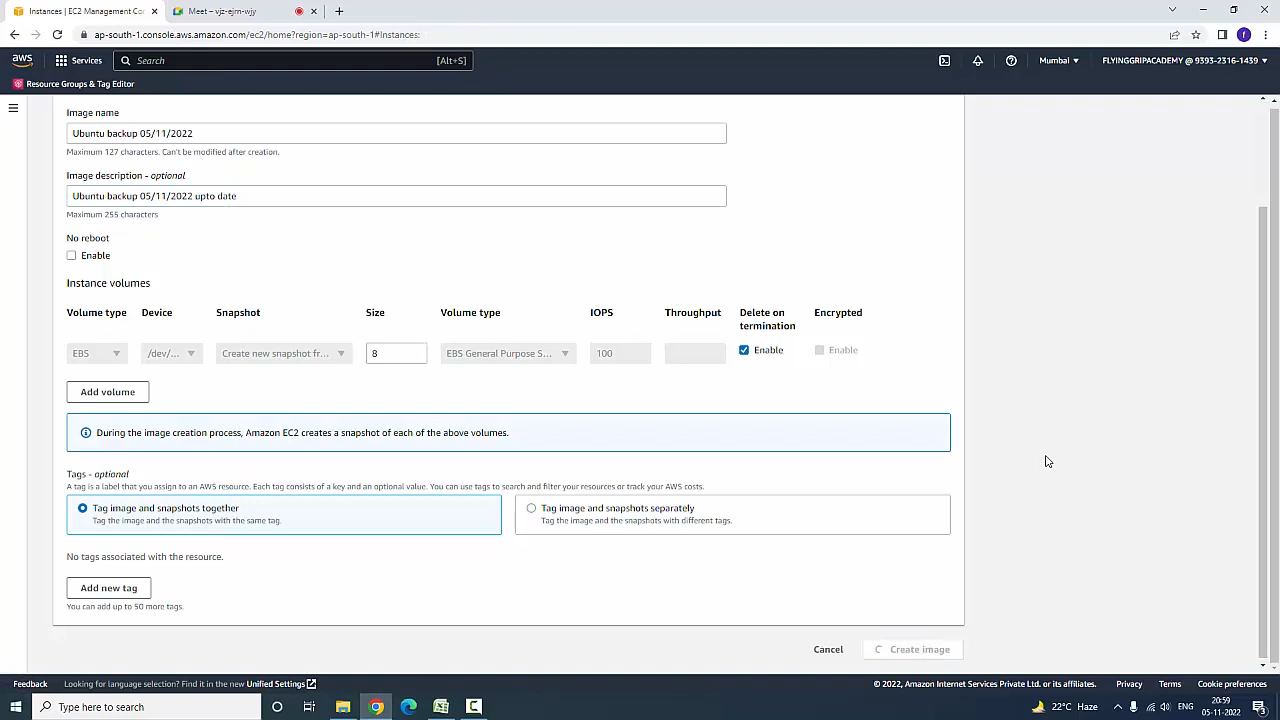 Instances | EC2 Management Con
Meet – vjz-ejrn-wjy
ap-south-1.console.aws.amazon.com/ec2/home?region=ap-south-1#Instances:
aws
Services
Search
[Alt+S]
Mumbai
FLYINGGRIPACADEMY @ 9393-2316-1439
Resource Groups & Tag Editor
Image name
Ubuntu backup 05/11/2022
Maximum 127 characters. Can't be modified after creation.
Image description - optional
Ubuntu backup 05/11/2022 upto date
Maximum 255 characters
No reboot
Enable
Instance volumes
Volume type Device Snapshot Size Volume type IOPS Throughput Delete on termination Encrypted
EBS /dev/... Create new snapshot fr... 8 EBS General Purpose S... 100 Enable Enable
Add volume
During the image creation process, Amazon EC2 creates a snapshot of each of the above volumes.
Tags - optional
A tag is a label that you assign to an AWS resource. Each tag consists of a key and an optional value. You can use tags to search and filter your resources or track your AWS costs.
Tag image and snapshots together
Tag the image and the snapshots with the same tag.
Tag image and snapshots separately
Tag the image and the snapshots with different tags.
No tags associated with the resource.
Add new tag
You can add up to 50 more tags.
Cancel
Create image
Feedback
Looking for language selection? Find it in the new Unified Settings
© 2022, Amazon Internet Services Private Ltd. or its affiliates.
Privacy
Terms
Cookie preferences
Type here to search
22°C Haze
20:59
05-11-2022